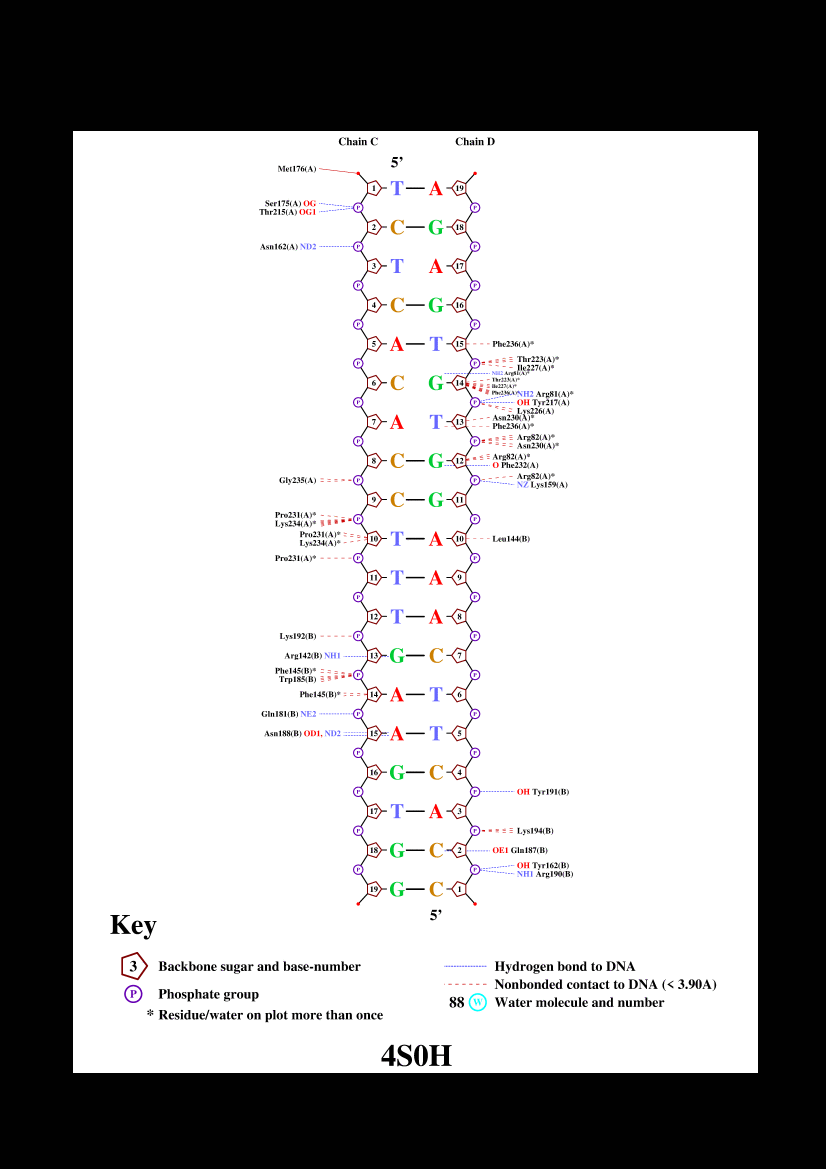 Chain C Chain D
5’
Met176(A)
1 T A 19
Ser175(A) OG P P
Thr215(A) OG1
2 C G 18
Asn162(A) ND2 P P
3 T A 17
P P
4 C G 16
P P
5 A T 15 Phe236(A)*
P P Thr223(A)*
Ile227(A)*
NH2 Arg81(A)*
6 C G 14 Thr223(A)*
Ile227(A)*
Phe236(A)*
P P NH2 Arg81(A)*
OH Tyr217(A)
Lys226(A)
Asn230(A)*
7 A T 13 Phe236(A)*
P P Arg82(A)*
Asn230(A)*
8 C G 12 Arg82(A)*
O Phe232(A)
Gly235(A) P P Arg82(A)*
NZ Lys159(A)
9 C G 11
Pro231(A)* P P
Lys234(A)*
Pro231(A)* 10 T A 10 Leu144(B)
Lys234(A)*
Pro231(A)* P P
11 T A 9
P P
12 T A 8
Lys192(B) P P
Arg142(B) NH1 13 G C 7
Phe145(B)* P P
Trp185(B)
Phe145(B)* 14 A T 6
Gln181(B) NE2 P P
Asn188(B) OD1, ND2 15 A T 5
P P
16 G C 4
P P OH Tyr191(B)
17 T A 3
P P Lys194(B)
18 G C 2 OE1 Gln187(B)
P P OH Tyr162(B)
NH1 Arg190(B)
19 G C 1
5’
Key
3 Backbone sugar and base-number
P Phosphate group
* Residue/water on plot more than once
Hydrogen bond to DNA
Nonbonded contact to DNA (< 3.90A)
88 W Water molecule and number
4S0H